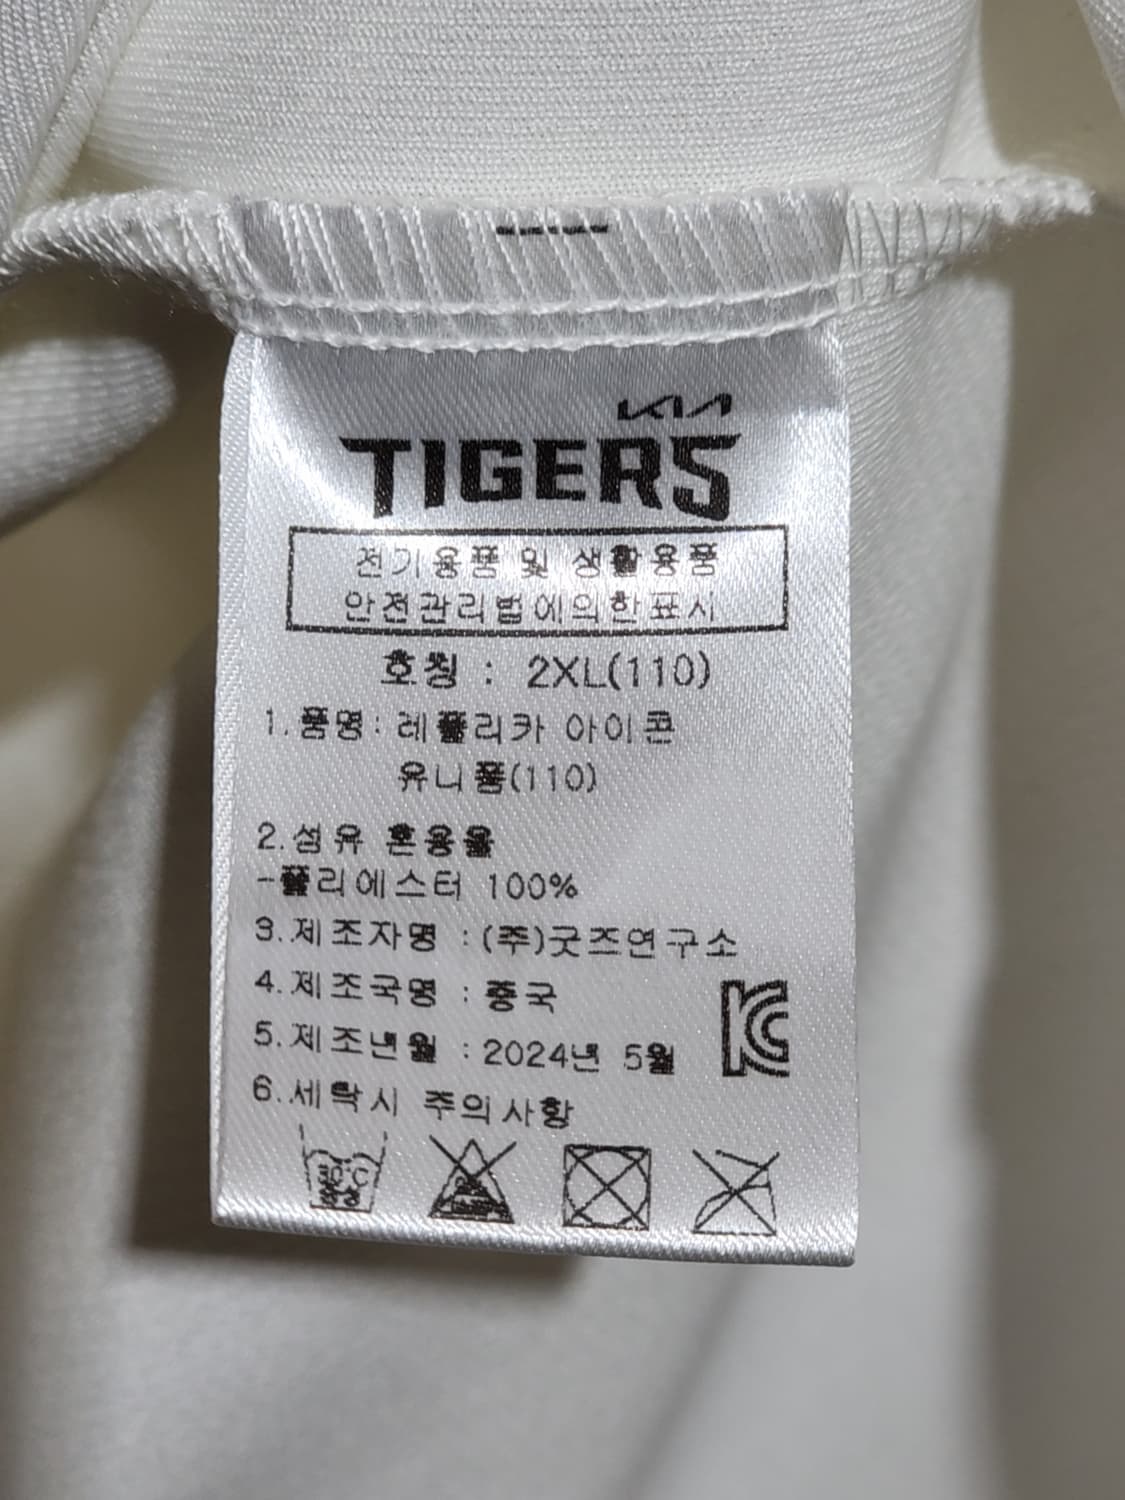 KIA
TIGERS
전기용품 및 생활용품
안전관리법에의한표시
호칭 : 2XL(110)
1.품명: 레플리카 아이콘
유니폼(110)
2.섬유 혼용율
-폴리에스터 100%
3.제조자명 :(주)굿즈연구소
4.제조국명 : 중국
5.제조년월 : 2024년 5월
6.세탁시 주의사항
KC